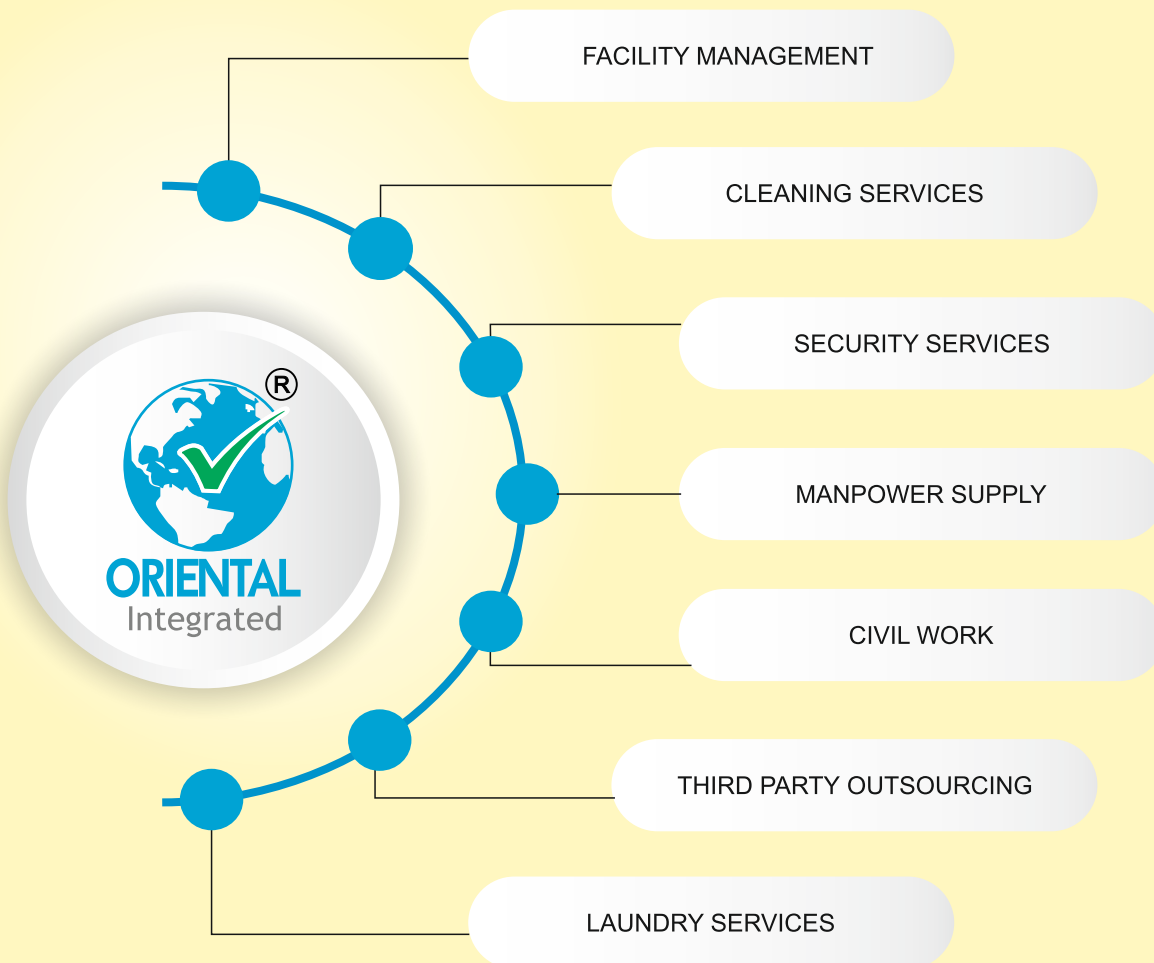 FACILITY MANAGEMENT
CLEANING SERVICES
SECURITY SERVICES
®
ORIENTAL
Integrated
MANPOWER SUPPLY
CIVIL WORK
THIRD PARTY OUTSOURCING
LAUNDRY SERVICES